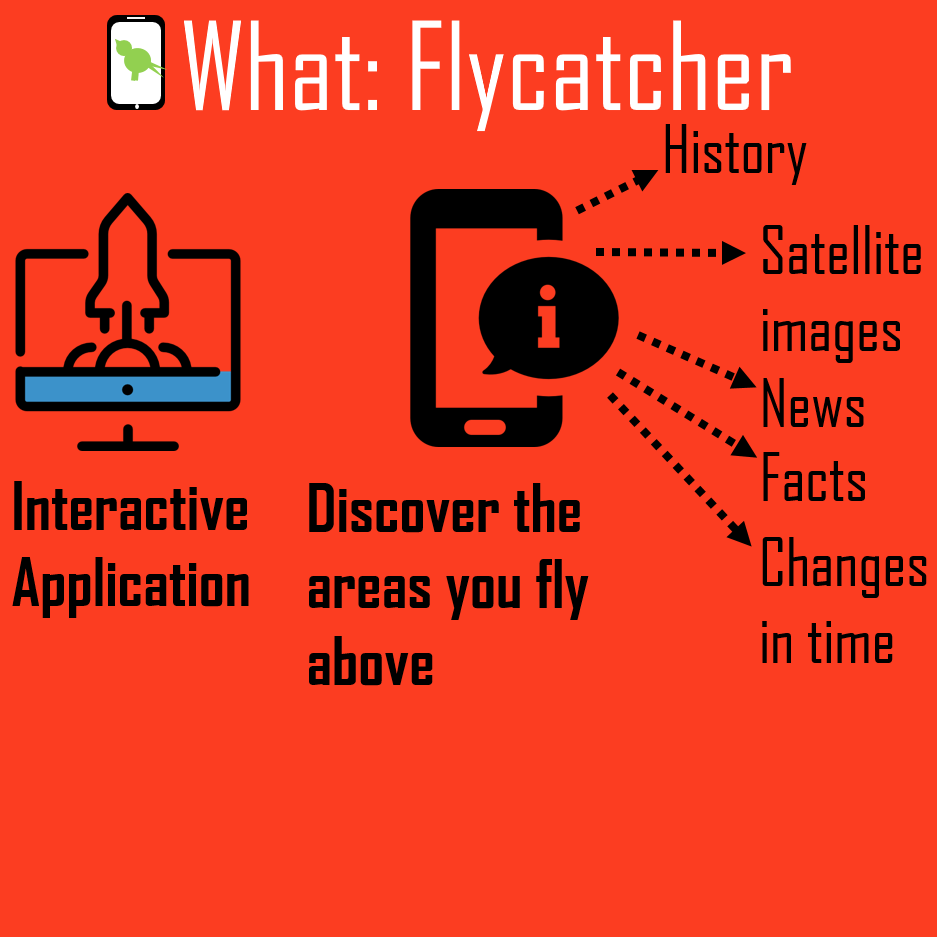 What: Flycatcher
History
Satellite
images
News
Facts
Changes
in time
Interactive
Application
Discover the
areas you fly
above